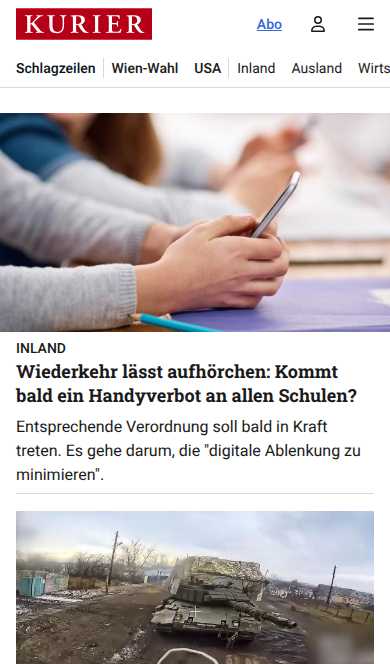 KURIER
Abo
Schlagzeilen Wien-Wahl USA Inland Ausland Wirts
INLAND
Wiederkehr lässt aufhörchen: Kommt
bald ein Handyverbot an allen Schulen?
Entsprechende Verordnung soll bald in Kraft
treten. Es gehe darum, die "digitale Ablenkung zu
minimieren".